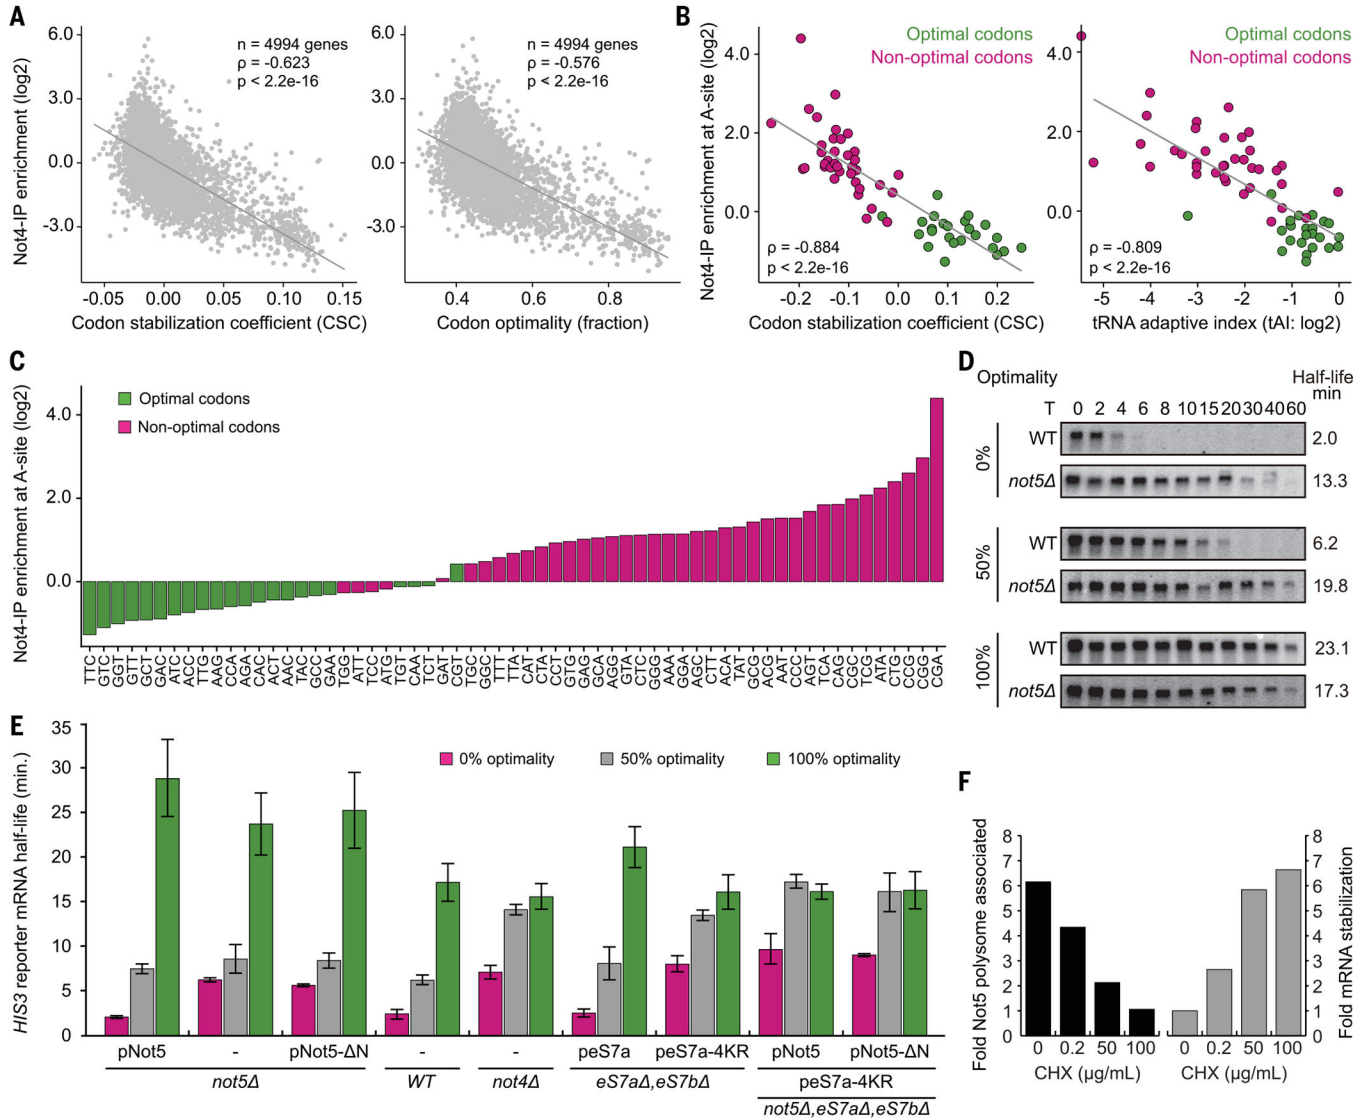 A
Not4-IP enrichment (log2)
6.0
3.0
0.0
-3.0
n = 4994 genes
ρ = -0.623
p < 2.2e-16
-0.05
0.00
0.05
0.10
0.15
Codon stabilization coefficient (CSC)
6.0
3.0
0.0
-3.0
n = 4994 genes
ρ = -0.576
p < 2.2e-16
0.4
0.6
0.8
Codon optimality (fraction)
B
Not4-IP enrichment at A-site (log2)
4.0
2.0
0.0
Optimal codons
Non-optimal codons
ρ = -0.884
p < 2.2e-16
-0.2
-0.1
0.0
0.1
0.2
Codon stabilization coefficient (CSC)
4.0
2.0
0.0
Optimal codons
Non-optimal codons
ρ = -0.809
p < 2.2e-16
-5
-4
-3
-2
-1
0
tRNA adaptive index (tAI: log2)
C
Not4-IP enrichment at A-site (log2)
4.0
2.0
0.0
Optimal codons
Non-optimal codons
TTC
GTC
GGT
GTT
GCT
GAC
ATC
ACC
TTG
AAG
CCA
AGA
CAC
ACT
AAC
TAC
GCC
GAA
TGG
ATT
TCC
ATG
TGT
CAA
TCT
GAT
CGT
TGC
GGC
TTT
TTA
CAT
CTA
CCT
GTG
GAG
GCA
AGG
GTA
CTC
GGG
AAA
GGA
AGC
CTT
ACA
TAT
GCG
ACG
AAT
CCC
AGT
TCA
CAG
CGC
TCG
ATA
CTG
CCG
CGG
CGA
D
Optimality
Half-life
min
T 0 2 4 6 8 10 15 20 30 40 60
0%
WT
2.0
not5Δ
13.3
50%
WT
6.2
not5Δ
19.8
100%
WT
23.1
not5Δ
17.3
E
HIS3 reporter mRNA half-life (min.)
35
30
25
20
15
10
5
0
0% optimality
50% optimality
100% optimality
pNot5
-
pNot5-ΔN
-
-
peS7a
peS7a-4KR
pNot5
pNot5-ΔN
not5Δ
WT
not4Δ
eS7aΔ,eS7bΔ
peS7a-4KR
not5Δ,eS7aΔ,eS7bΔ
F
Fold Not5 polysome associated
8
7
6
5
4
3
2
1
0
0
0.2
50
100
CHX (μg/mL)
0
0.2
50
100
CHX (μg/mL)
8
7
6
5
4
3
2
1
0
Fold mRNA stabilization